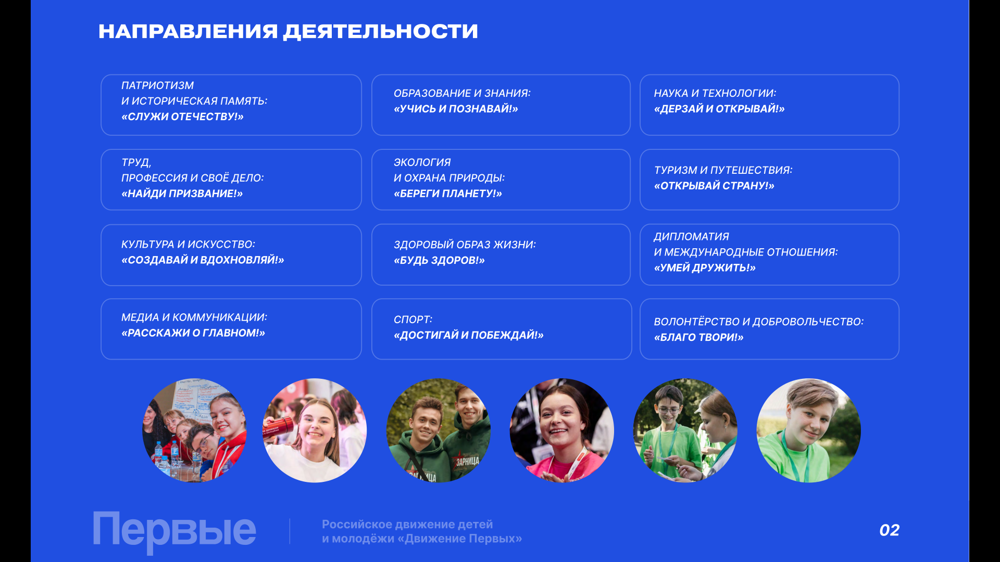 НАПРАВЛЕНИЯ ДЕЯТЕЛЬНОСТИ
ПАТРИОТИЗМ
И ИСТОРИЧЕСКАЯ ПАМЯТЬ:
«СЛУЖИ ОТЕЧЕСТВУ!»
ОБРАЗОВАНИЕ И ЗНАНИЯ:
«УЧИСЬ И ПОЗНАВАЙ!»
НАУКА И ТЕХНОЛОГИИ:
«ДЕРЗАЙ И ОТКРЫВАЙ!»
ТРУД,
ПРОФЕССИЯ И СВОЁ ДЕЛО:
«НАЙДИ ПРИЗВАНИЕ!»
ЭКОЛОГИЯ
И ОХРАНА ПРИРОДЫ:
«БЕРЕГИ ПЛАНЕТУ!»
ТУРИЗМ И ПУТЕШЕСТВИЯ:
«ОТКРЫВАЙ СТРАНУ!»
КУЛЬТУРА И ИСКУССТВО:
«СОЗДАВАЙ И ВДОХНОВЛЯЙ!»
ЗДОРОВЫЙ ОБРАЗ ЖИЗНИ:
«БУДЬ ЗДОРОВ!»
ДИПЛОМАТИЯ
И МЕЖДУНАРОДНЫЕ ОТНОШЕНИЯ:
«УМЕЙ ДРУЖИТЬ!»
МЕДИА И КОММУНИКАЦИИ:
«РАССКАЖИ О ГЛАВНОМ!»
СПОРТ:
«ДОСТИГАЙ И ПОБЕЖДАЙ!»
ВОЛОНТЁРСТВО И ДОБРОВОЛЬЧЕСТВО:
«БЛАГО ТВОРИ!»
ЗАРНИЦА
Первые
Российское движение детей
и молодёжи «Движение Первых»
02